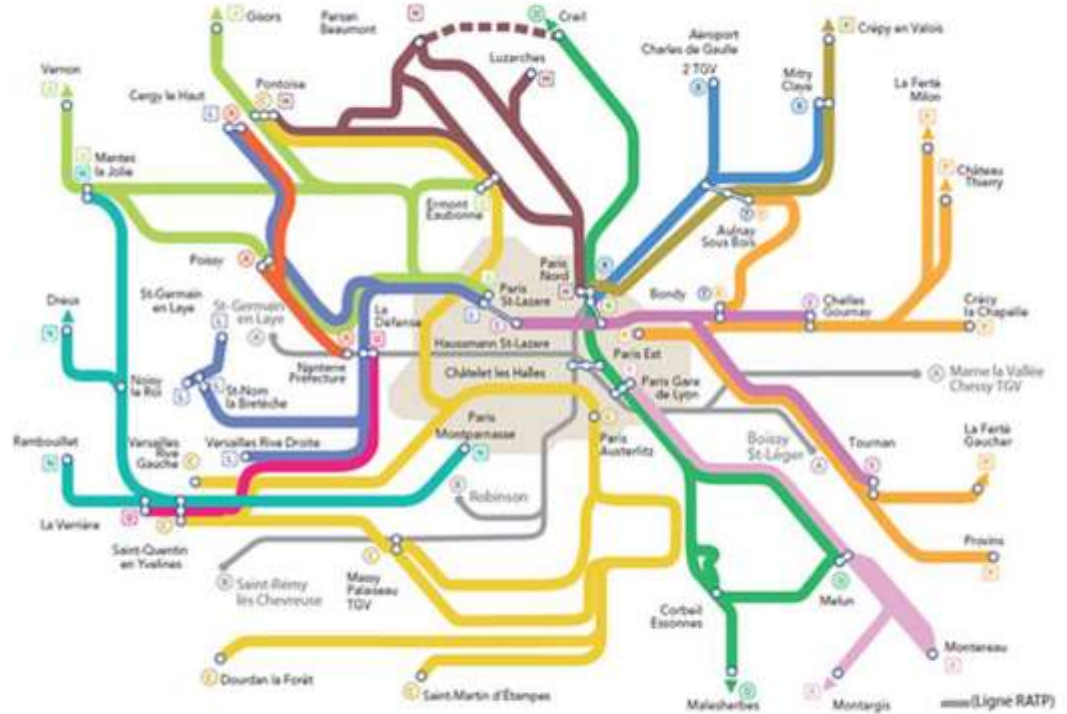 Gisors
Persan
Beaumont
Creil
Luzarches
Aéroport
Charles de Gaulle
2 TGV
Crépy en Valois
Mitry
Claye
La Ferté
Milon
Vernon
Pontoise
Cergy le Haut
Mantes
la Jolie
Château
Thierry
Ermont
Eaubonne
Aulnay
Sous Bois
Poissy
Paris
Nord
Bondy
Chelles
Gournay
Crécy
la Chapelle
St-Germain
en Laye
St-Germain
en Laye
Paris
St-Lazare
La
Défense
Dreux
Haussmann St-Lazare
Paris Est
Nanterre
Préfecture
Châtelet les Halles
Paris Gare
de Lyon
Marne la Vallée
Chessy TGV
Noisy
le Roi
St-Nom
la Bretèche
Rambouillet
Versailles
Rive
Gauche
Versailles Rive Droite
Paris
Montparnasse
Paris
Austerlitz
Boissy
St-Léger
Tournan
La Ferté
Gaucher
Robinson
La Verrière
Saint-Quentin
en Yvelines
Massy
Palaiseau
TGV
Saint-Rémy
lès Chevreuse
Provins
Corbeil
Essonnes
Melun
Montereau
Dourdan la Forêt
Saint-Martin d'Étampes
Malesherbes
Montargis
(Ligne RATP)